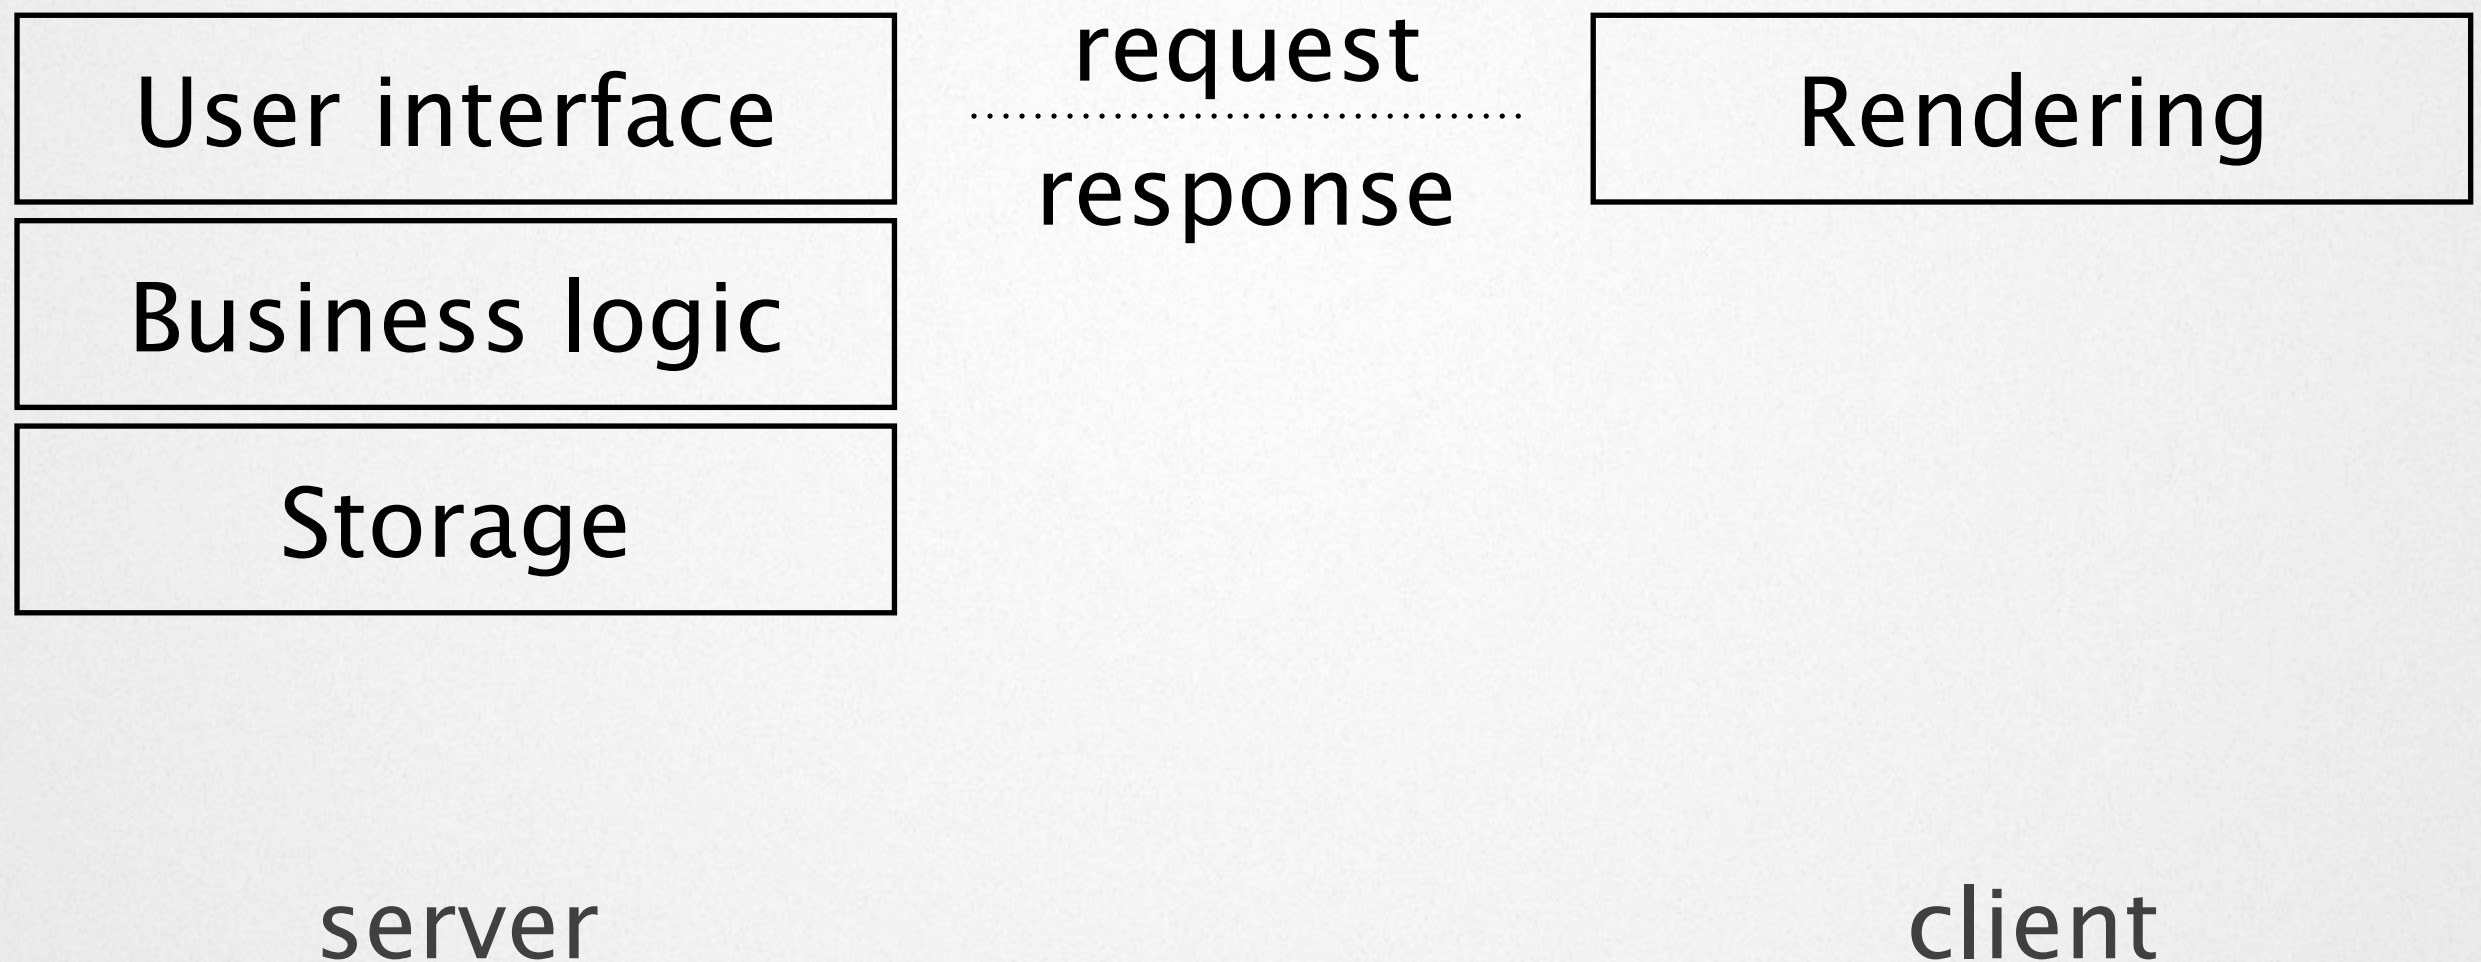 User interface
request
response
Rendering
Business logic
Storage
server
client